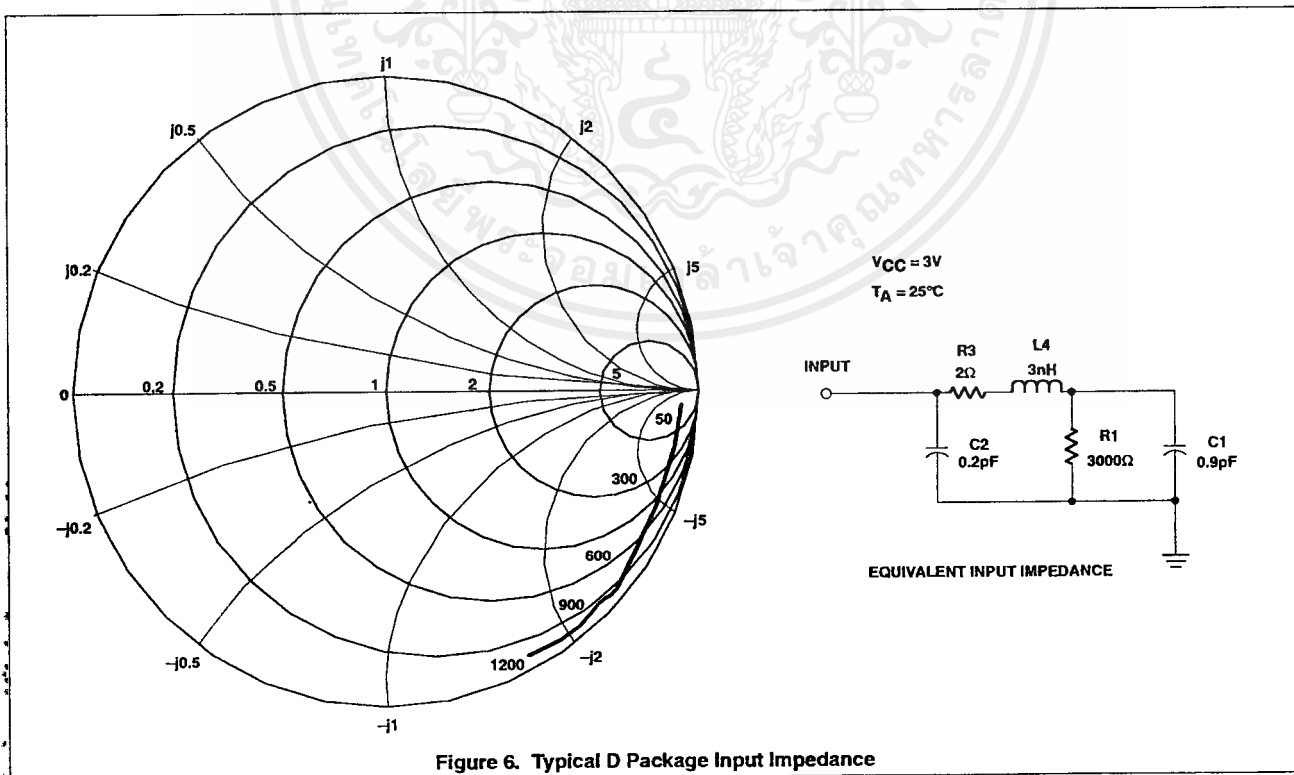 j1
j0.5
j2
j0.2
j5
0
0.2
0.5
1
2
5
50
300
600
900
1200
–j0.2
–j5
–j0.5
–j2
–j1
VCC = 3V
TA = 25°C
INPUT
R3
2Ω
L4
3nH
C2
0.2pF
R1
3000Ω
C1
0.9pF
EQUIVALENT INPUT IMPEDANCE
Figure 6. Typical D Package Input Impedance